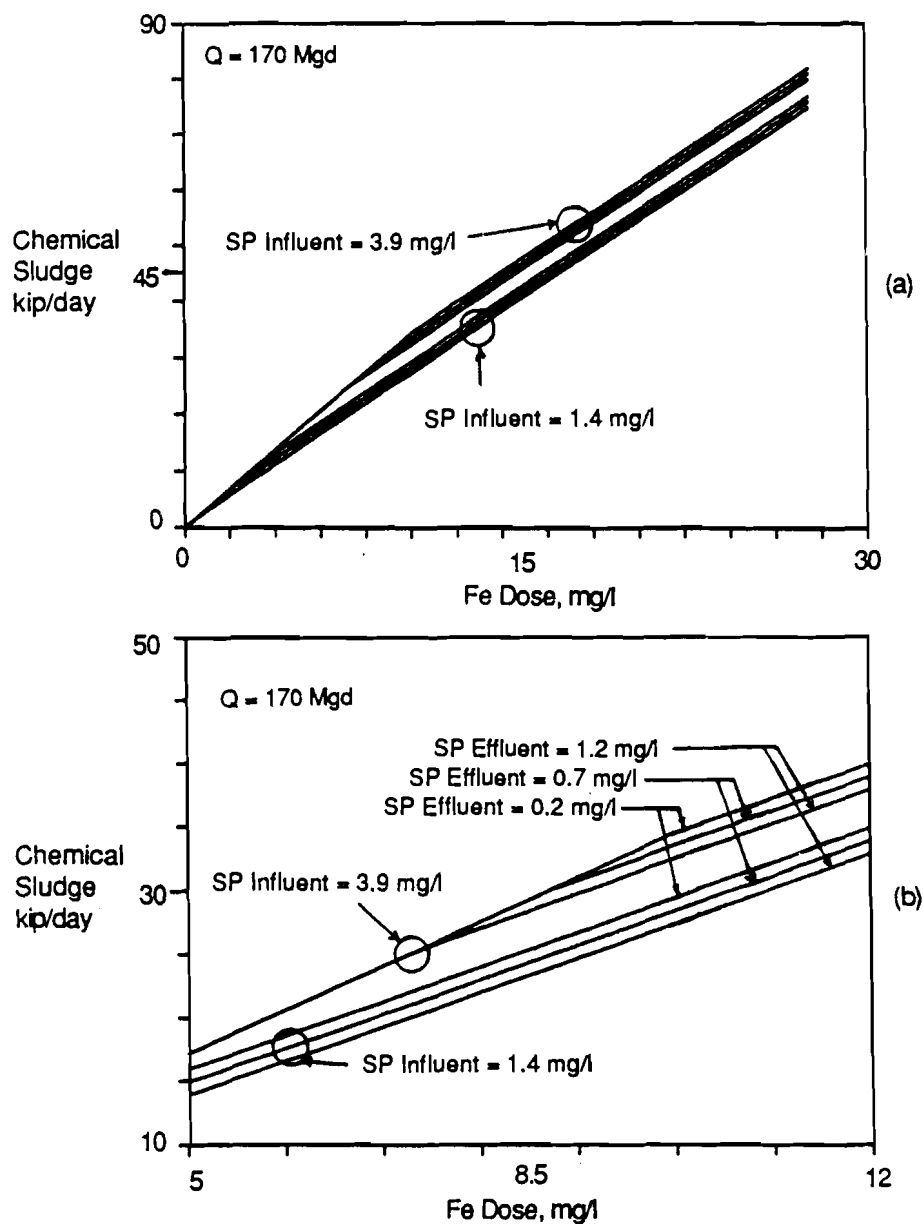 90
Q = 170 Mgd
SP Influent = 3.9 mg/l
Chemical
Sludge
kip/day
45
(a)
SP Influent = 1.4 mg/l
0
0
15
30
Fe Dose, mg/l
50
Q = 170 Mgd
SP Effluent = 1.2 mg/l
SP Effluent = 0.7 mg/l
SP Effluent = 0.2 mg/l
Chemical
Sludge
kip/day
SP Influent = 3.9 mg/l
30
(b)
SP Influent = 1.4 mg/l
10
5
8.5
12
Fe Dose, mg/l